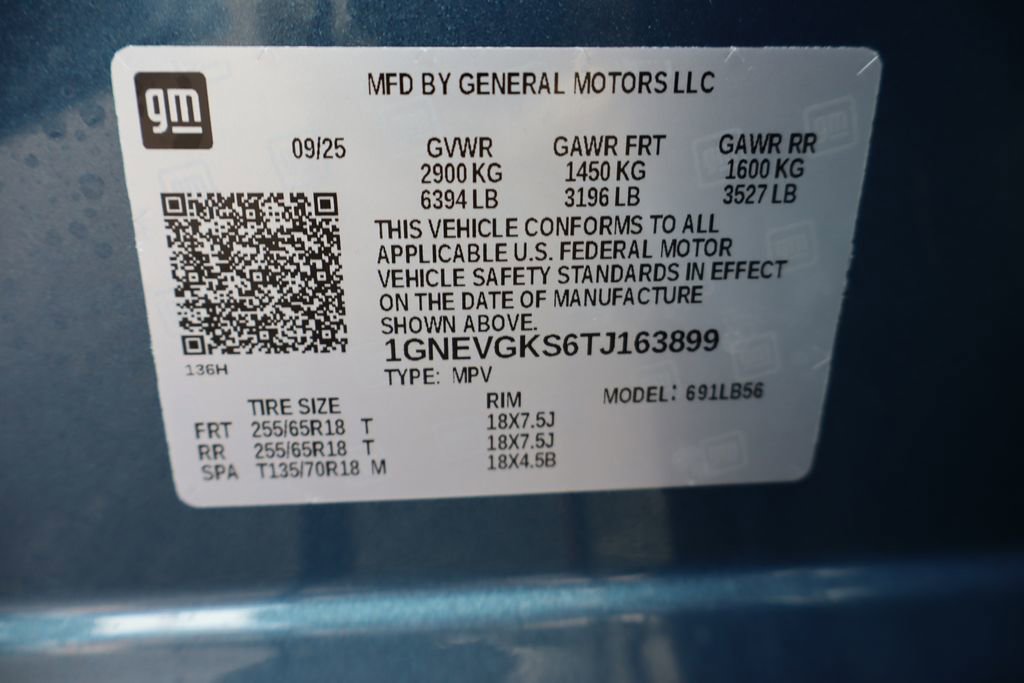 gm
MFD BY GENERAL MOTORS LLC
09/25 GVWR GAWR FRT GAWR RR
2900 KG 1450 KG 1600 KG
6394 LB 3196 LB 3527 LB
THIS VEHICLE CONFORMS TO ALL
APPLICABLE U.S. FEDERAL MOTOR
VEHICLE SAFETY STANDARDS IN EFFECT
ON THE DATE OF MANUFACTURE
SHOWN ABOVE.
1GNEVGKS6TJ163899
136H
TYPE: MPV
MODEL: 691LB56
TIRE SIZE RIM
FRT 255/65R18 T 18X7.5J
RR 255/65R18 T 18X7.5J
SPA T135/70R18 M 18X4.5B